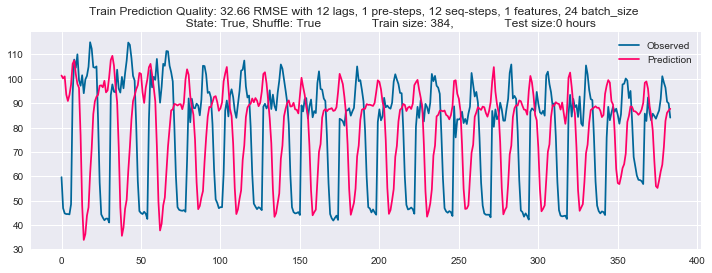 Train Prediction Quality: 32.66 RMSE with 12 lags, 1 pre-steps, 12 seq-steps, 1 features, 24 batch_size
State: True, Shuffle: True Train size: 384, Test size:0 hours
Observed
Prediction
110
100
90
80
70
60
50
40
30
0 50 100 150 200 250 300 350 400